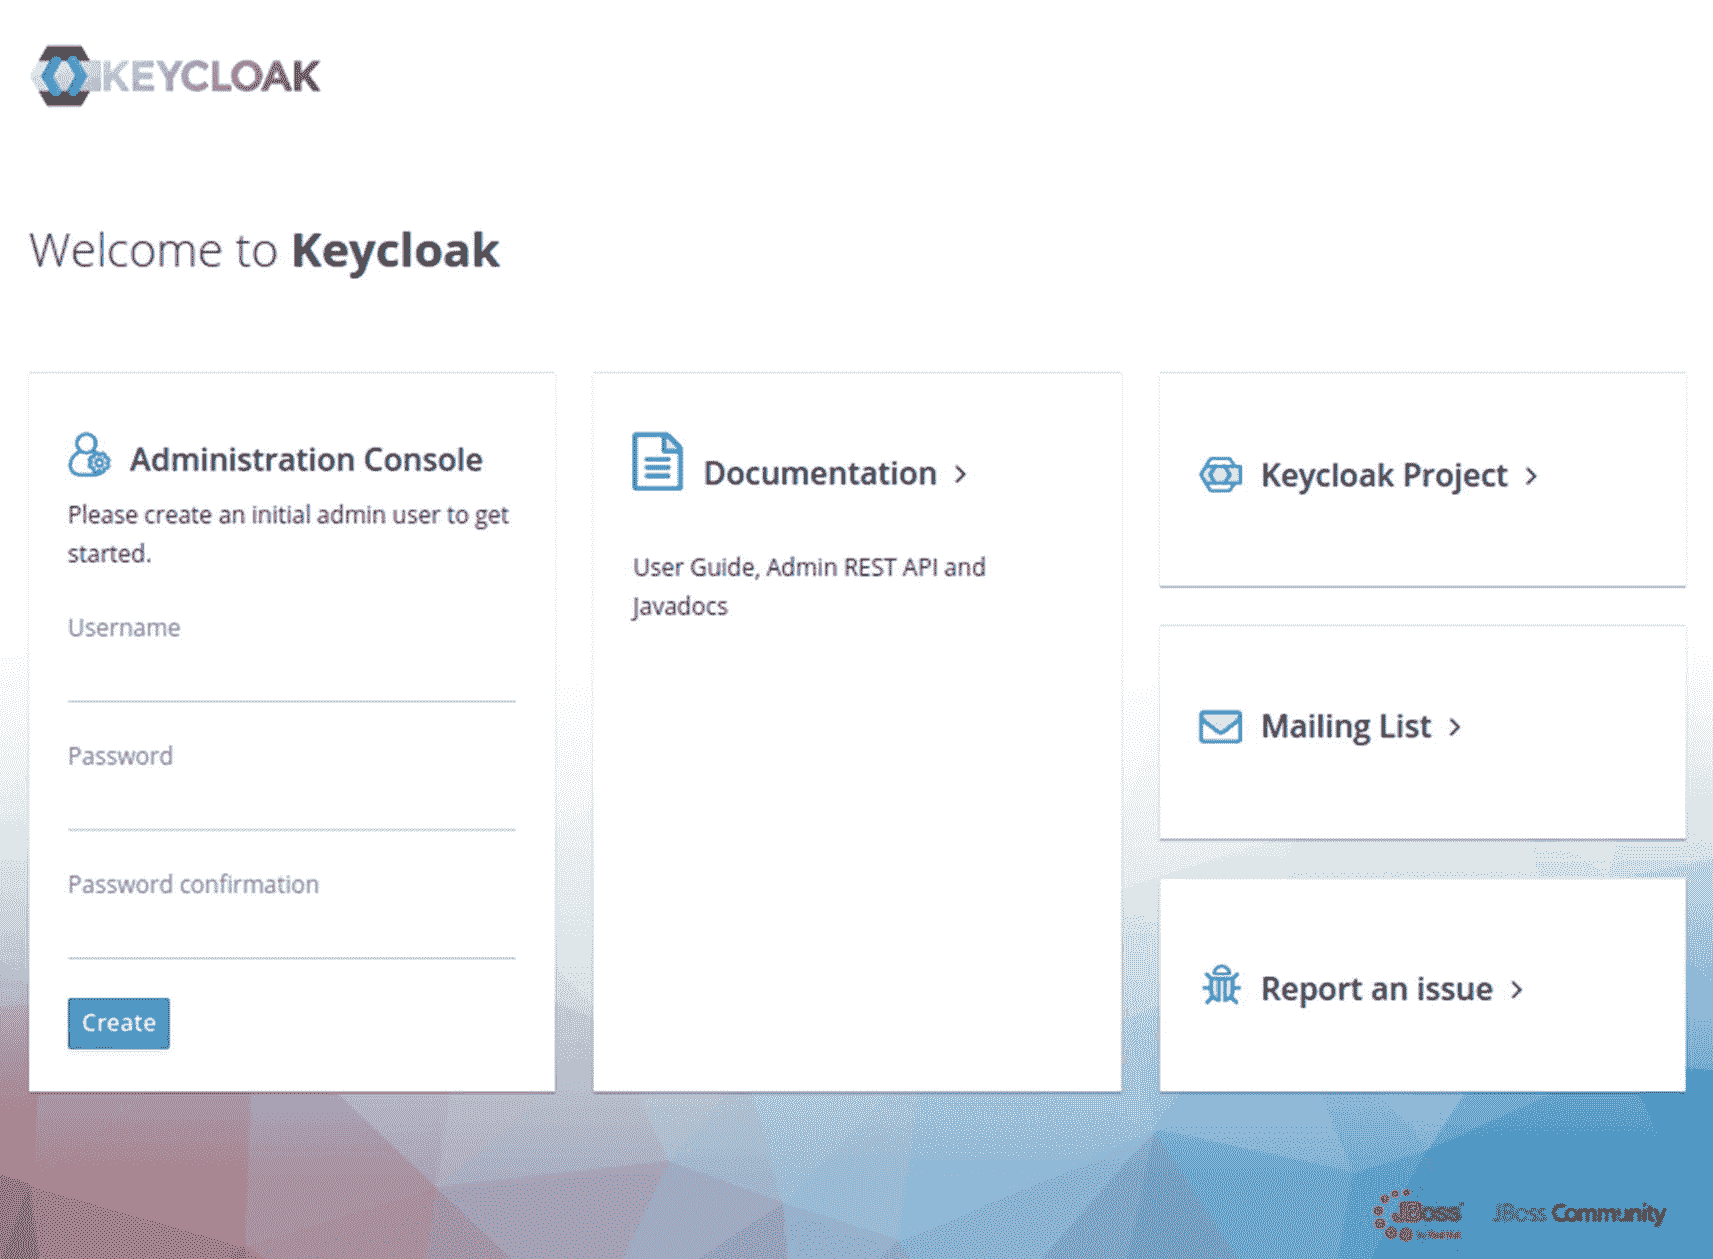 KEYCLOAK
Welcome to Keycloak
Administration Console
Please create an initial admin user to get
started.
Username
Password
Password confirmation
Create
Documentation
User Guide, Admin REST API and
Javadocs
Keycloak Project
Mailing List
Report an issue
JBoss
JBoss Community